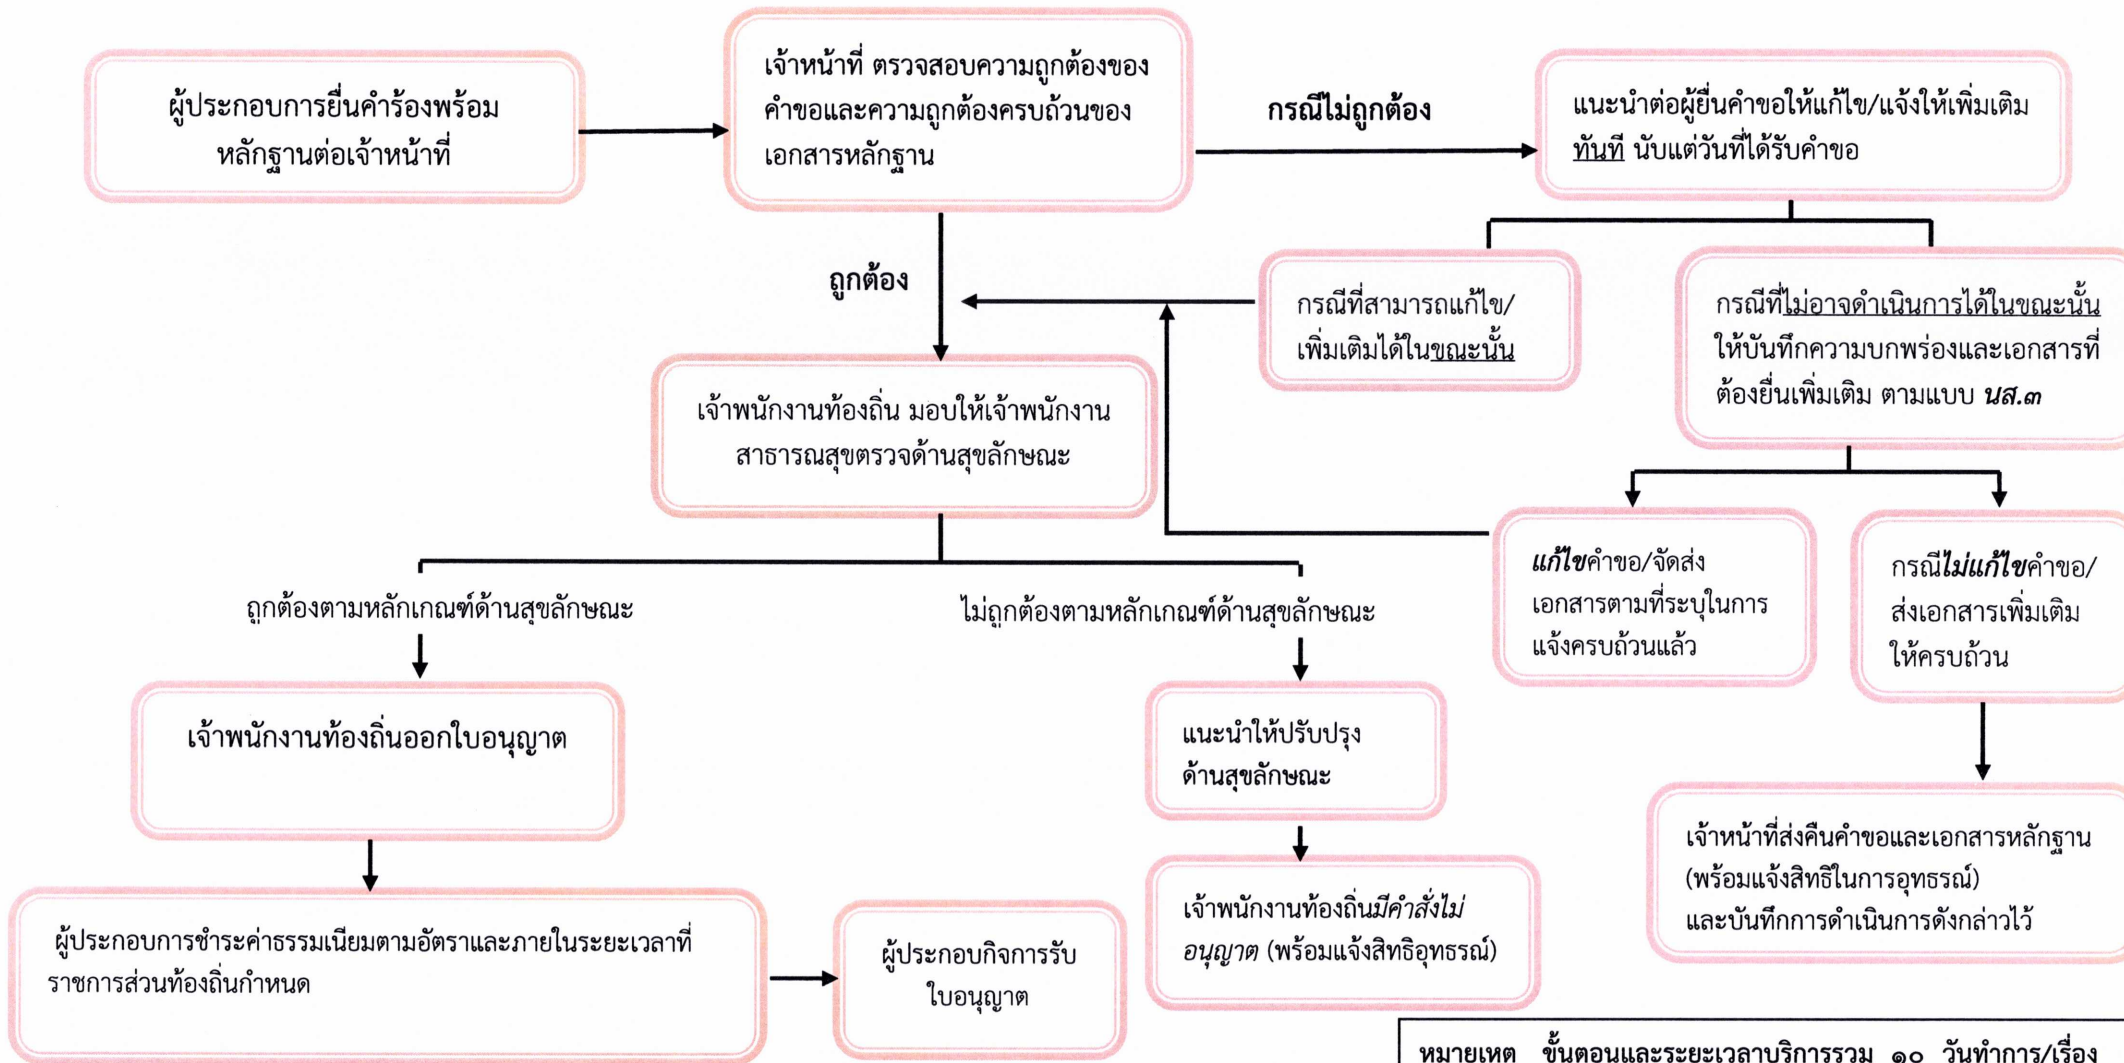 ผู้ประกอบการยื่นคำร้องพร้อม
หลักฐานต่อเจ้าหน้าที่
เจ้าหน้าที่ ตรวจสอบความถูกต้องของ
คำขอและความถูกต้องครบถ้วนของ
เอกสารหลักฐาน
กรณีไม่ถูกต้อง
แนะนำต่อผู้ยื่นคำขอให้แก้ไข/แจ้งให้เพิ่มเติม
ทันที นับแต่วันที่ได้รับคำขอ
ถูกต้อง
กรณีที่สามารถแก้ไข/
เพิ่มเติมได้ในขณะนั้น
กรณีที่ไม่อาจดำเนินการได้ในขณะนั้น
ให้บันทึกความบกพร่องและเอกสารที่
ต้องยื่นเพิ่มเติม ตามแบบ นส.๓
เจ้าพนักงานท้องถิ่น มอบให้เจ้าพนักงาน
สาธารณสุขตรวจด้านสุขลักษณะ
แก้ไขคำขอ/จัดส่ง
เอกสารตามที่ระบุในการ
แจ้งครบถ้วนแล้ว
กรณีไม่แก้ไขคำขอ/
ส่งเอกสารเพิ่มเติม
ให้ครบถ้วน
ถูกต้องตามหลักเกณฑ์ด้านสุขลักษณะ
ไม่ถูกต้องตามหลักเกณฑ์ด้านสุขลักษณะ
เจ้าพนักงานท้องถิ่นออกใบอนุญาต
แนะนำให้ปรับปรุง
ด้านสุขลักษณะ
เจ้าหน้าที่ส่งคืนคำขอและเอกสารหลักฐาน
(พร้อมแจ้งสิทธิในการอุทธรณ์)
และบันทึกการดำเนินการดังกล่าวไว้
ผู้ประกอบการชำระค่าธรรมเนียมตามอัตราและภายในระยะเวลาที่
ราชการส่วนท้องถิ่นกำหนด
ผู้ประกอบกิจการรับ
ใบอนุญาต
เจ้าพนักงานท้องถิ่นมีคำสั่งไม่
อนุญาต (พร้อมแจ้งสิทธิอุทธรณ์)
หมายเหตุ ขั้นตอนและระยะเวลาบริการรวม ๑๐ วันทำการ/เรื่อง